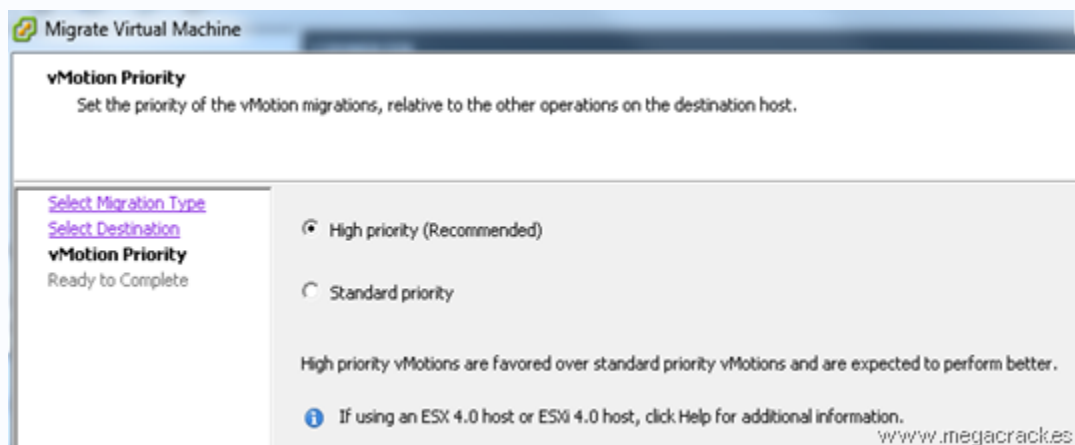 Migrate Virtual Machine
vMotion Priority
Set the priority of the vMotion migrations, relative to the other operations on the destination host.
Select Migration Type
Select Destination
vMotion Priority
Ready to Complete
High priority (Recommended)
Standard priority
High priority vMotions are favored over standard priority vMotions and are expected to perform better.
If using an ESX 4.0 host or ESXi 4.0 host, click Help for additional information.
www.megacrack.es